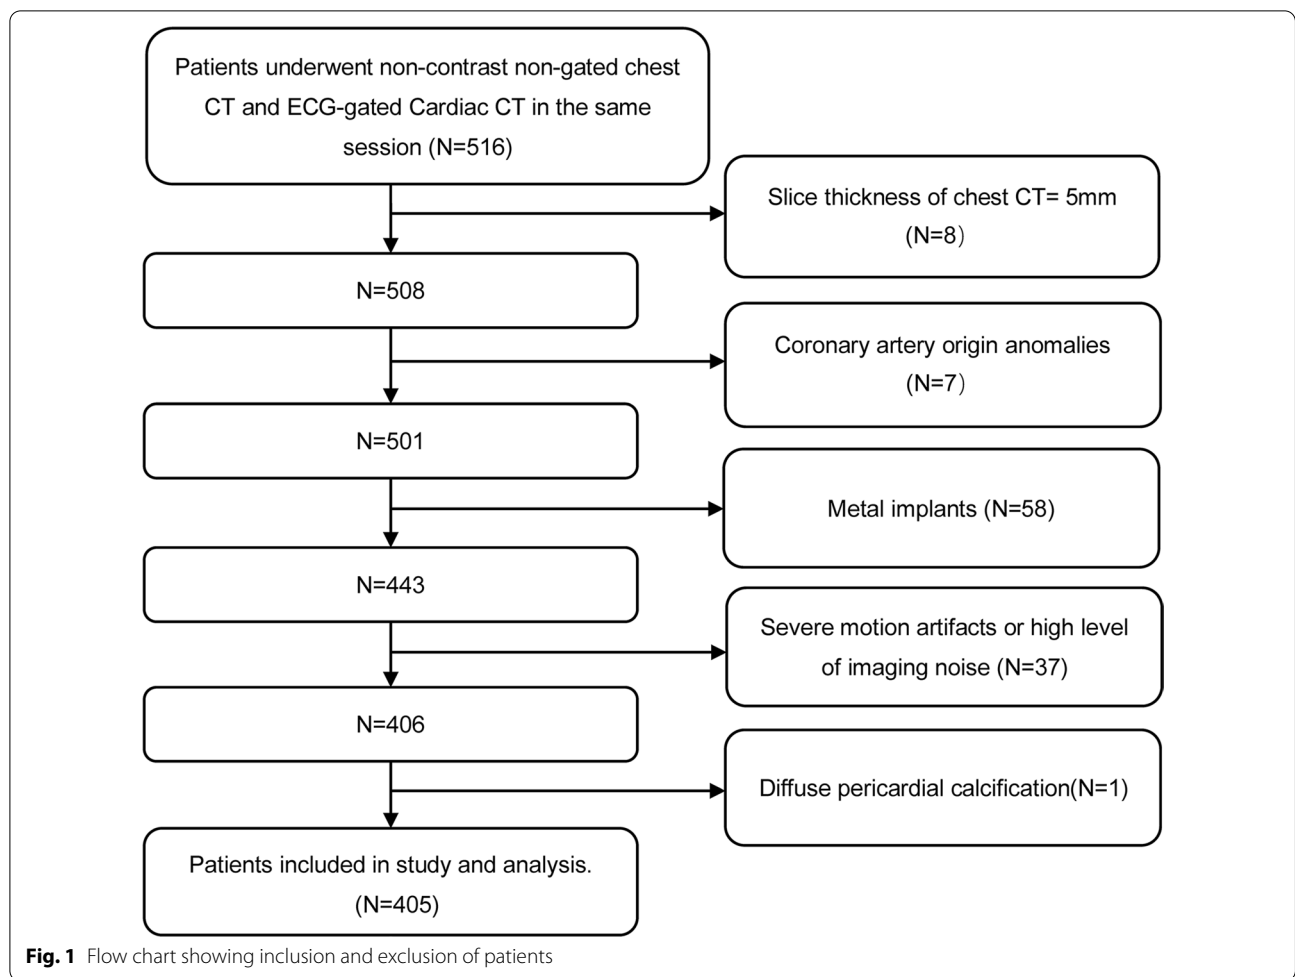 Patients underwent non-contrast non-gated chest
CT and ECG-gated Cardiac CT in the same
session (N=516)
Slice thickness of chest CT= 5mm
(N=8）
N=508
Coronary artery origin anomalies
(N=7）
N=501
Metal implants (N=58)
N=443
Severe motion artifacts or high level
of imaging noise (N=37)
N=406
Diffuse pericardial calcification(N=1)
Patients included in study and analysis.
(N=405)
Fig. 1 Flow chart showing inclusion and exclusion of patients